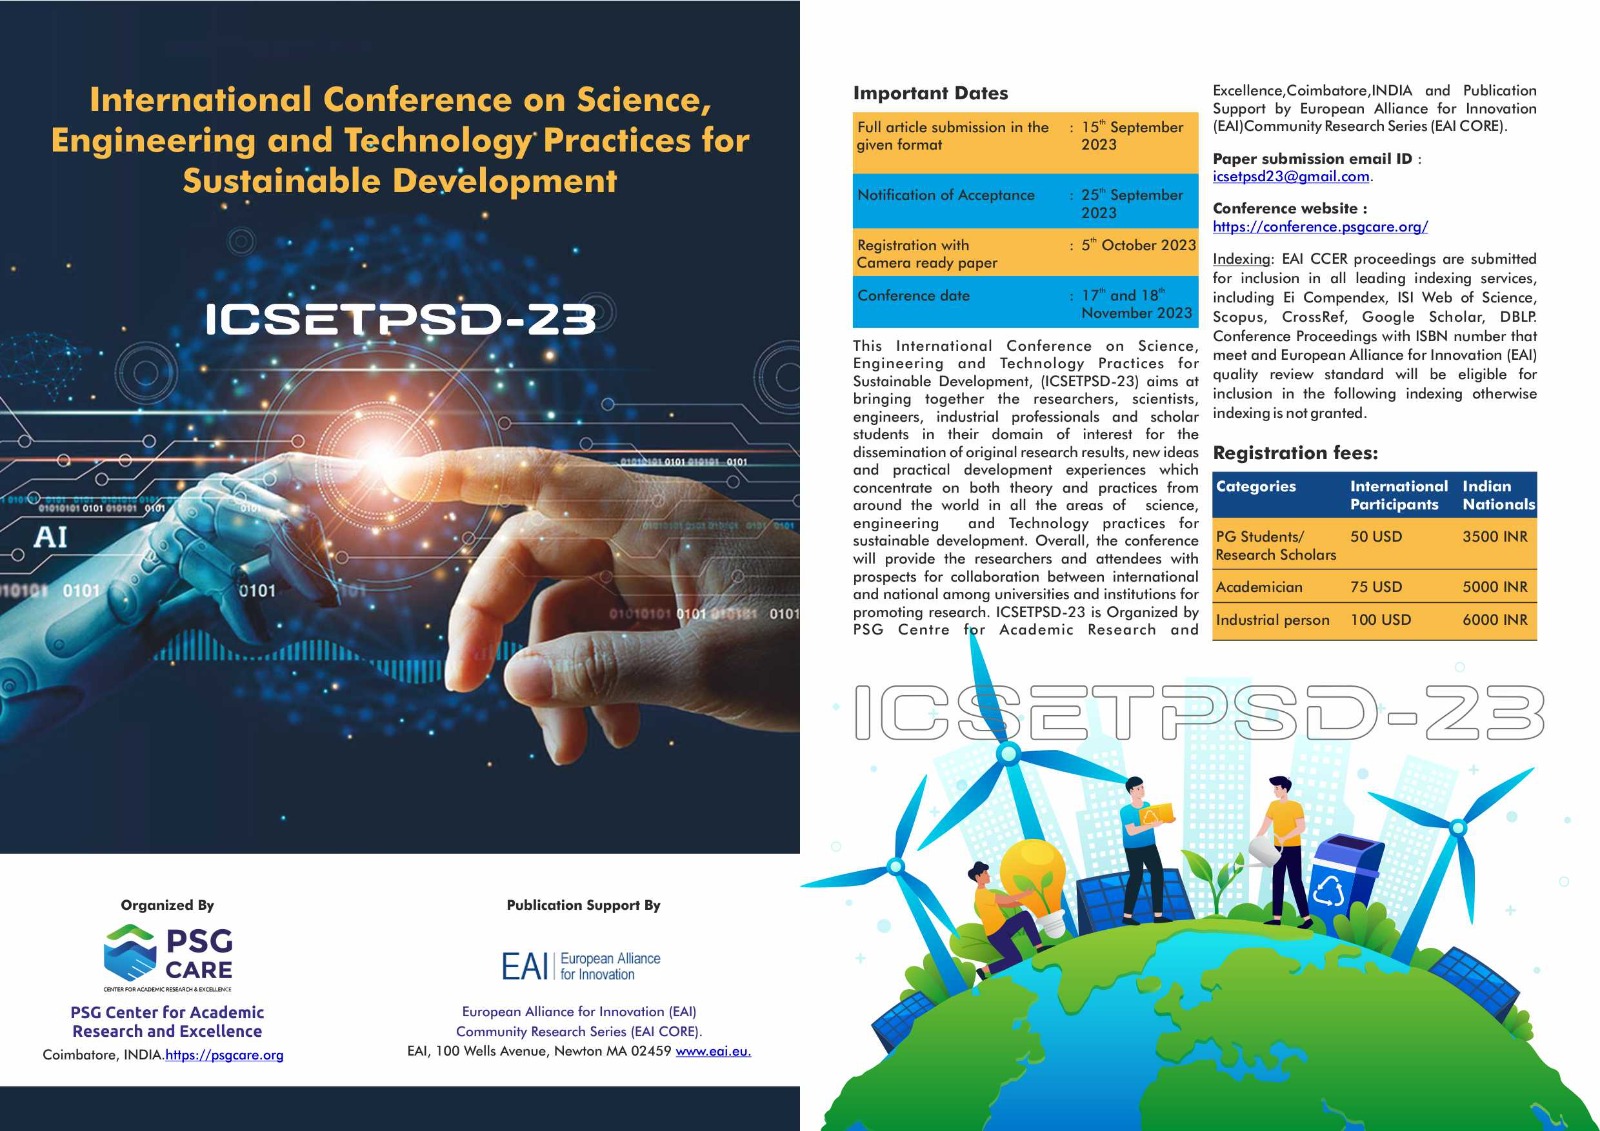 International Conference on Science,
Engineering and Technology Practices for
Sustainable Development
ICSETPSD-23
01010101 0101 010101 0101
010101 0101 010101 0101
AI
010101 0101
0101
01010101 0101 010101 0101
Organized By
PSG
CARE
CENTER FOR ACADEMIC RESEARCH & EXCELLENCE
PSG Center for Academic
Research and Excellence
Coimbatore, INDIA.https://psgcare.org
Publication Support By
EAI European Alliance
for Innovation
European Alliance for Innovation (EAI)
Community Research Series (EAI CORE).
EAI, 100 Wells Avenue, Newton MA 02459 www.eai.eu.
Important Dates
Full article submission in the : 15th September
given format 2023
Notification of Acceptance : 25th September
2023
Registration with : 5th October 2023
Camera ready paper
Conference date : 17th and 18th
November 2023
This International Conference on Science,
Engineering and Technology Practices for
Sustainable Development, (ICSETPSD-23) aims at
bringing together the researchers, scientists,
engineers, industrial professionals and scholar
students in their domain of interest for the
dissemination of original research results, new ideas
and practical development experiences which
concentrate on both theory and practices from
around the world in all the areas of science,
engineering and Technology practices for
sustainable development. Overall, the conference
will provide the researchers and attendees with
prospects for collaboration between international
and national among universities and institutions for
promoting research. ICSETPSD-23 is Organized by
PSG Centre for Academic Research and
Excellence,Coimbatore,INDIA and Publication
Support by European Alliance for Innovation
(EAI)Community Research Series (EAI CORE).
Paper submission email ID :
icsetpsd23@gmail.com.
Conference website :
https://conference.psgcare.org/
Indexing: EAI CCER proceedings are submitted
for inclusion in all leading indexing services,
including Ei Compendex, ISI Web of Science,
Scopus, CrossRef, Google Scholar, DBLP.
Conference Proceedings with ISBN number that
meet and European Alliance for Innovation (EAI)
quality review standard will be eligible for
inclusion in the following indexing otherwise
indexing is not granted.
Registration fees:
Categories International Indian
Participants Nationals
PG Students/ 50 USD 3500 INR
Research Scholars
Academician 75 USD 5000 INR
Industrial person 100 USD 6000 INR
ICSETPSD-23